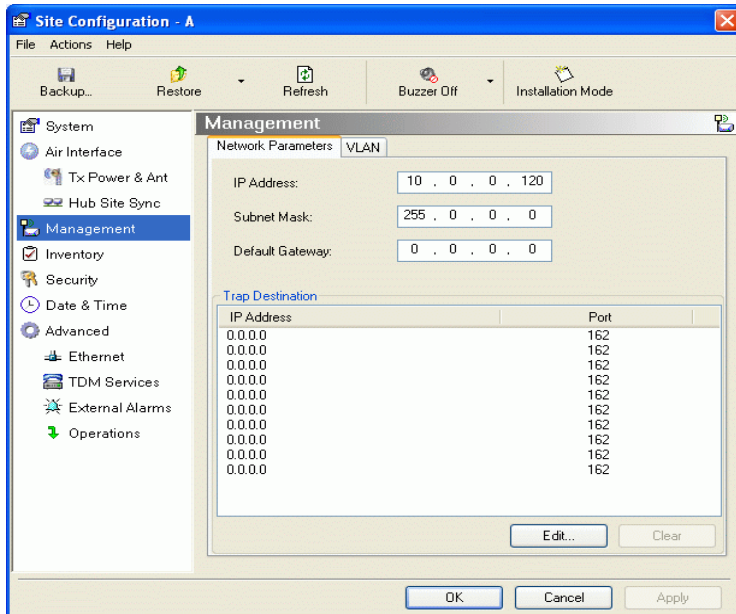 Site Configuration - A
File Actions Help
Backup... Restore Refresh Buzzer Off Installation Mode
System
Air Interface
Tx Power & Ant
Hub Site Sync
Management
Inventory
Security
Date & Time
Advanced
Ethernet
TDM Services
External Alarms
Operations
Management
Network Parameters VLAN
IP Address: 10 . 0 . 0 . 120
Subnet Mask: 255 . 0 . 0 . 0
Default Gateway: 0 . 0 . 0 . 0
Trap Destination
IP Address Port
0.0.0.0 162
0.0.0.0 162
0.0.0.0 162
0.0.0.0 162
0.0.0.0 162
0.0.0.0 162
0.0.0.0 162
0.0.0.0 162
0.0.0.0 162
0.0.0.0 162
Edit... Clear
OK Cancel Apply